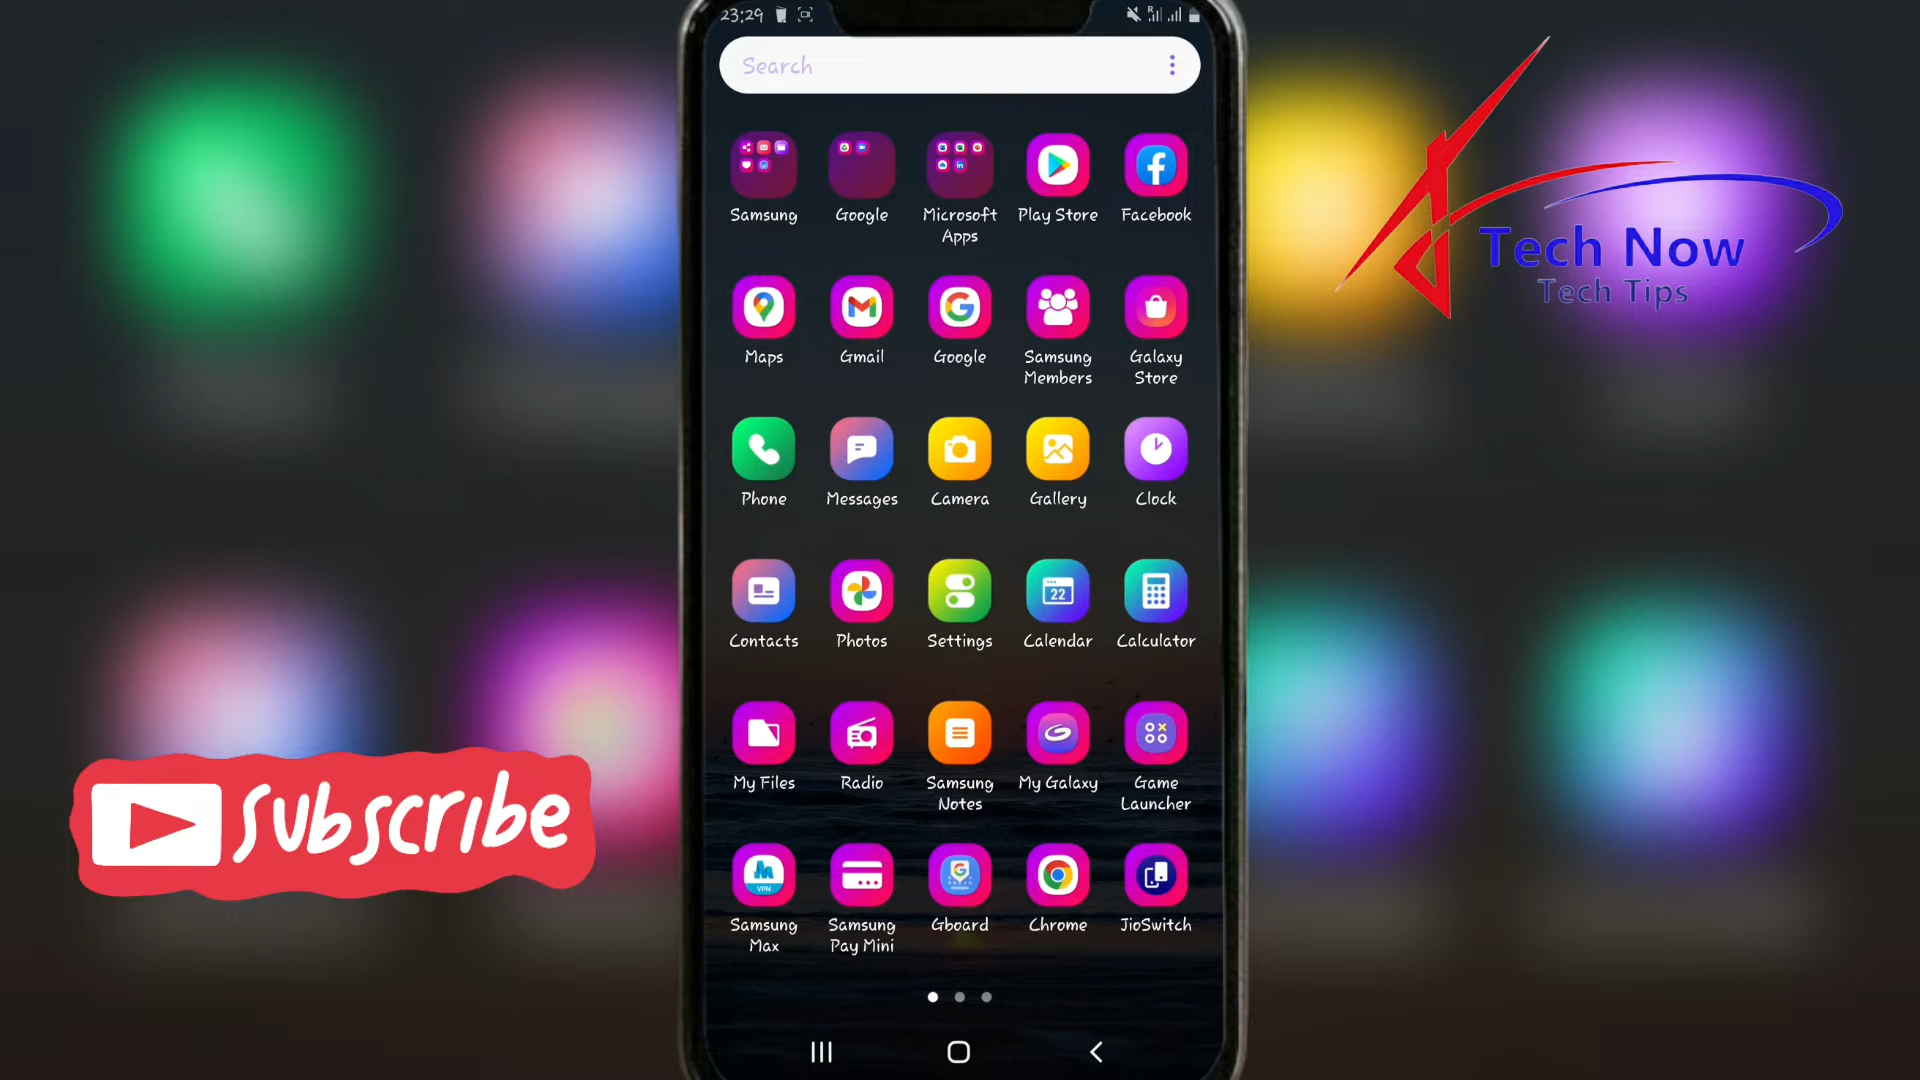 23:29
Search
Samsung
Google
Microsoft Apps
Play Store
Facebook
Maps
Gmail
Google
Samsung Members
Galaxy Store
Phone
Messages
Camera
Gallery
Clock
Contacts
Photos
Settings
22
Calendar
Calculator
My Files
Radio
Samsung Notes
My Galaxy
Game Launcher
VPN
Samsung Max
Samsung Pay Mini
Gboard
Chrome
JioSwitch
Tech Now
Tech Tips
Subscribe